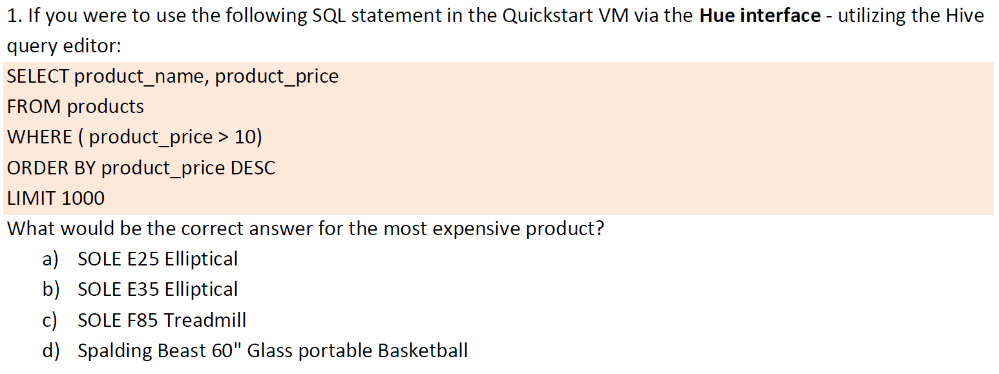 1. If you were to use the following SQL statement in the Quickstart VM via the Hue interface - utilizing the Hive
query editor:
SELECT product_name, product_price
FROM products
WHERE ( product_price > 10)
ORDER BY product_price DESC
LIMIT 1000
What would be the correct answer for the most expensive product?
a) SOLE E25 Elliptical
b) SOLE E35 Elliptical
c) SOLE F85 Treadmill
d) Spalding Beast 60" Glass portable Basketball